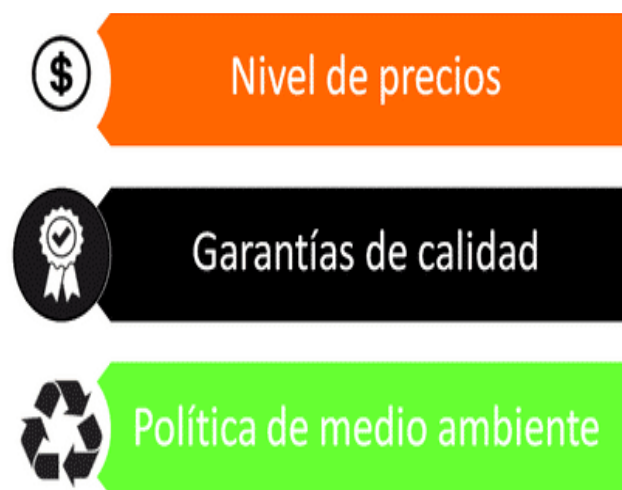 $
Nivel de precios
Garantías de calidad
Política de medio ambiente